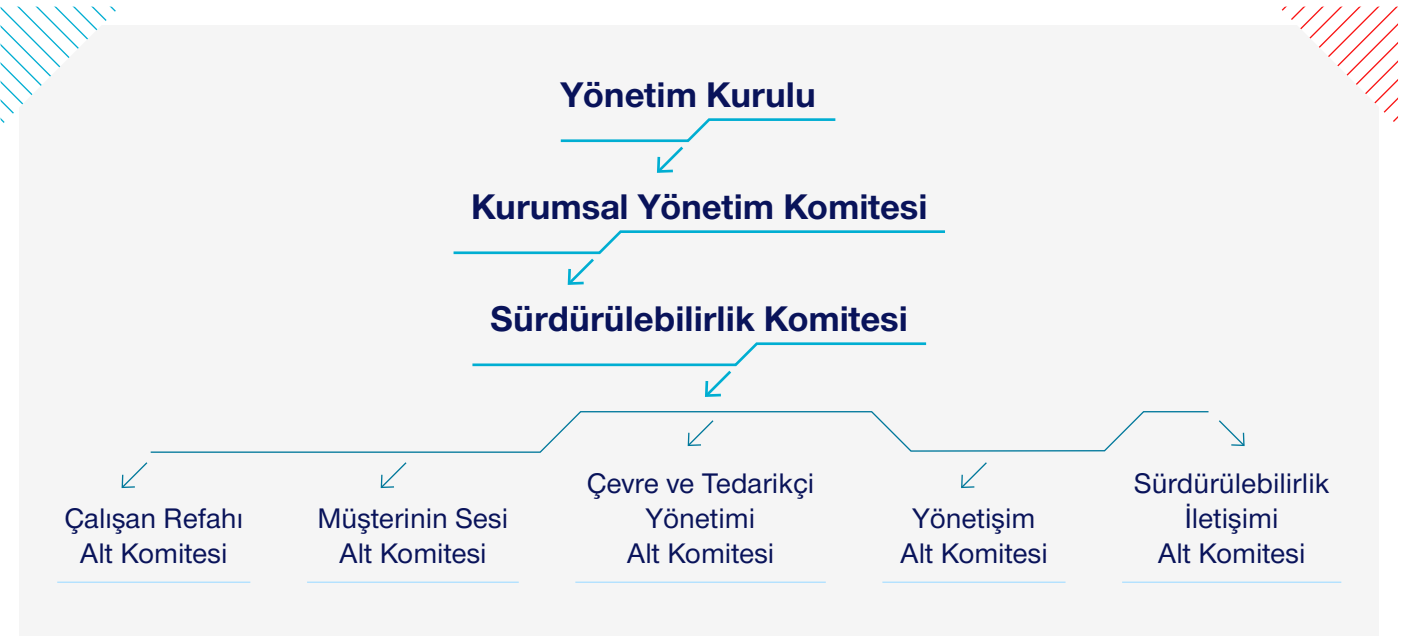 Yönetim Kurulu
Kurumsal Yönetim Komitesi
Sürdürülebilirlik Komitesi
Çalışan Refahı
Alt Komitesi
Müşterinin Sesi
Alt Komitesi
Çevre ve Tedarikçi
Yönetimi
Alt Komitesi
Yönetişim
Alt Komitesi
Sürdürülebilirlik
İletişimi
Alt Komitesi